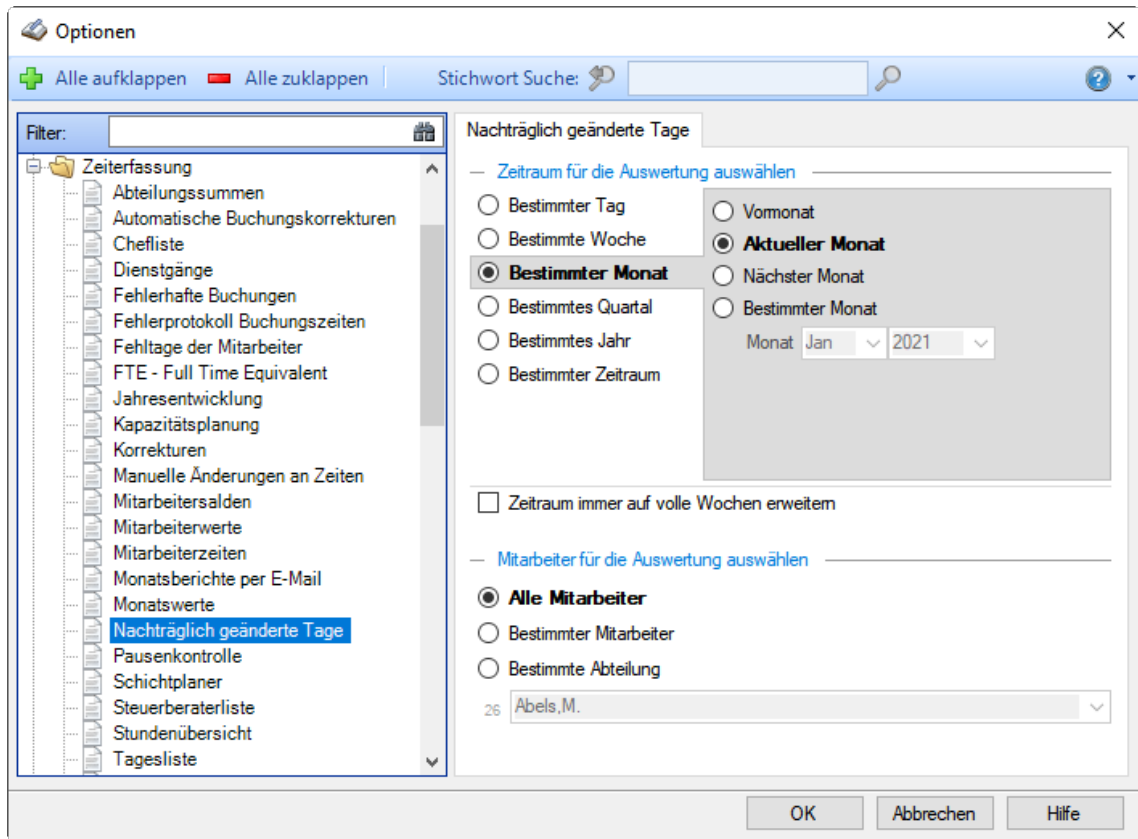 Optionen
Alle aufklappen Alle zuklappen Stichwort Suche:
Filter:
Zeiterfassung
Abteilungssummen
Automatische Buchungskorrekturen
Chefliste
Dienstgänge
Fehlerhafte Buchungen
Fehlerprotokoll Buchungszeiten
Fehltage der Mitarbeiter
FTE - Full Time Equivalent
Jahresentwicklung
Kapazitätsplanung
Korrekturen
Manuelle Änderungen an Zeiten
Mitarbeitersalden
Mitarbeiterwerte
Mitarbeiterzeiten
Monatsberichte per E-Mail
Monatswerte
Nachträglich geänderte Tage
Pausenkontrolle
Schichtplaner
Steuerberaterliste
Stundenübersicht
Tagesliste
Nachträglich geänderte Tage
Zeitraum für die Auswertung auswählen
Bestimmter Tag
Bestimmte Woche
Bestimmter Monat
Bestimmtes Quartal
Bestimmtes Jahr
Bestimmter Zeitraum
Vormonat
Aktueller Monat
Nächster Monat
Bestimmter Monat
Monat Jan 2021
Zeitraum immer auf volle Wochen erweitern
Mitarbeiter für die Auswertung auswählen
Alle Mitarbeiter
Bestimmter Mitarbeiter
Bestimmte Abteilung
26 Abels,M.
OK Abbrechen Hilfe